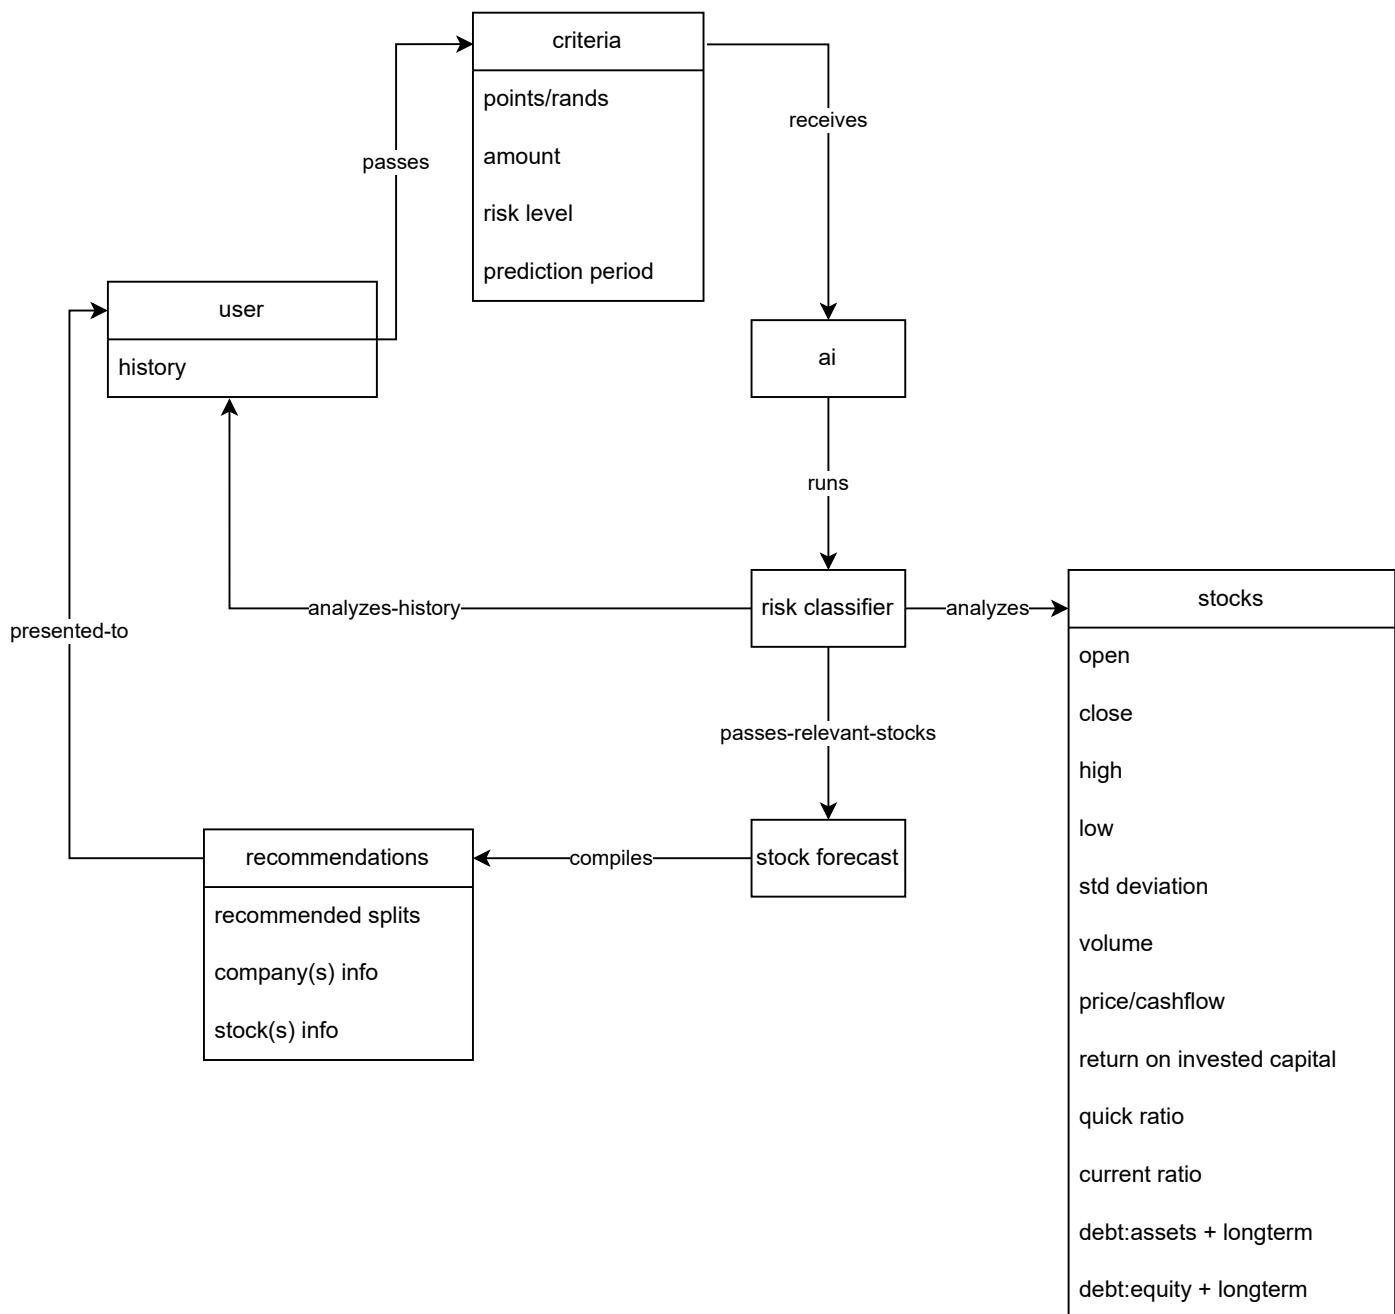 criteria
points/rands
amount
risk level
prediction period
receives
passes
user
history
ai
runs
analyzes-history
risk classifier
analyzes
stocks
open
close
high
low
std deviation
volume
price/cashflow
return on invested capital
quick ratio
current ratio
debt:assets + longterm
debt:equity + longterm
presented-to
passes-relevant-stocks
stock forecast
compiles
recommendations
recommended splits
company(s) info
stock(s) info